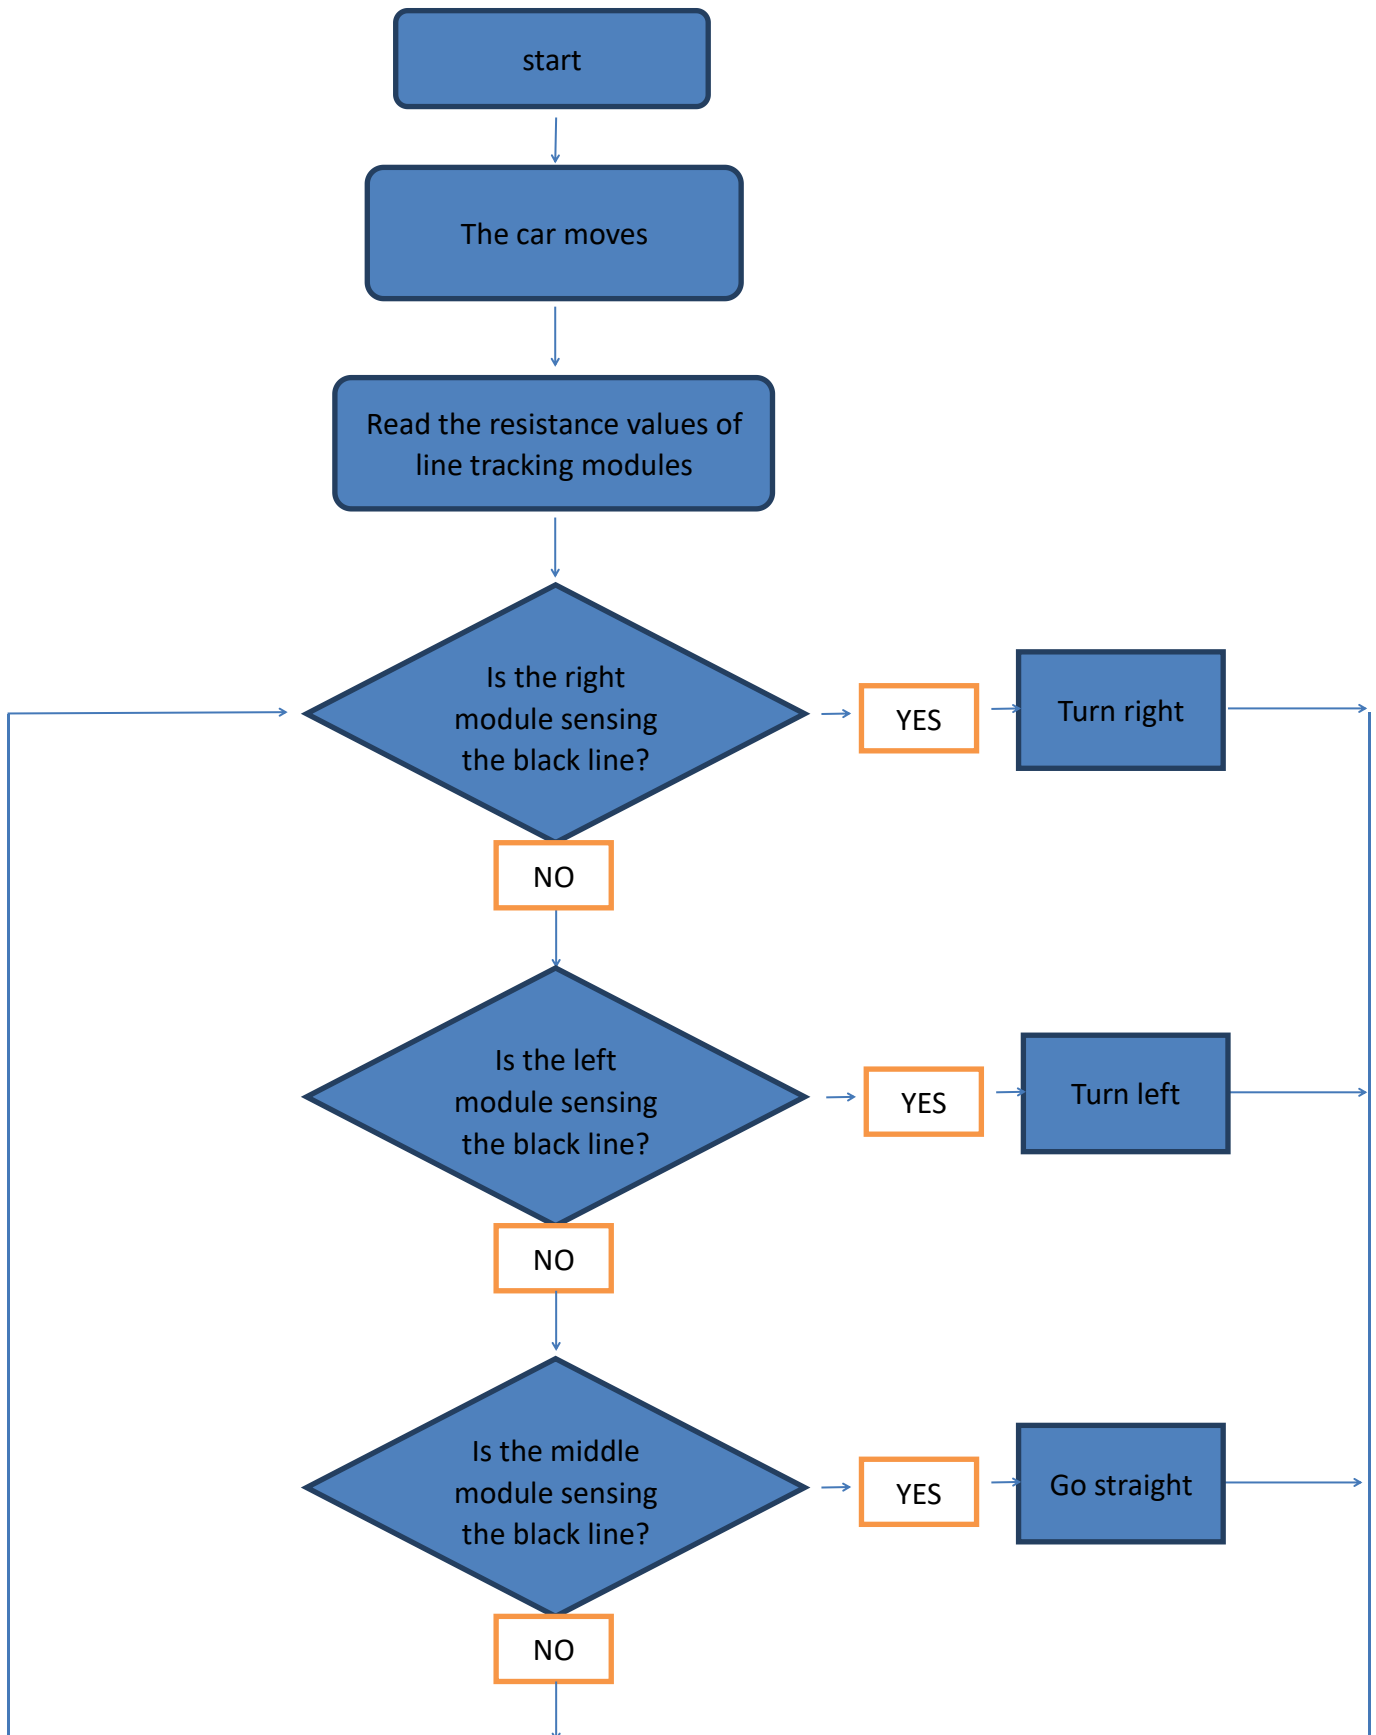 start
The car moves
Read the resistance values of
line tracking modules
Is the right
module sensing
the black line?
YES
Turn right
NO
Is the left
module sensing
the black line?
YES
Turn left
NO
Is the middle
module sensing
the black line?
YES
Go straight
NO